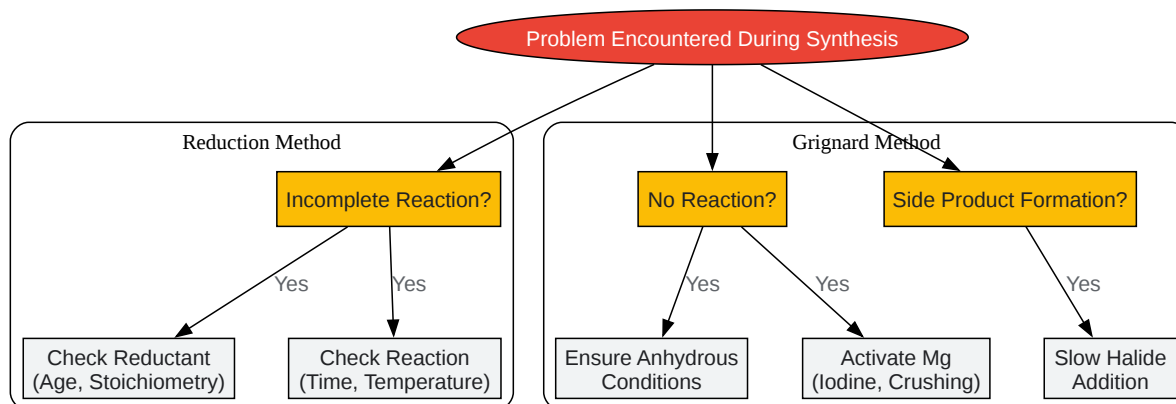 Problem Encountered During Synthesis
Reduction Method
Grignard Method
Incomplete Reaction?
No Reaction?
Side Product Formation?
Yes
Yes
Yes
Yes
Yes
Check Reductant
(Age, Stoichiometry)
Check Reaction
(Time, Temperature)
Ensure Anhydrous
Conditions
Activate Mg
(Iodine, Crushing)
Slow Halide
Addition